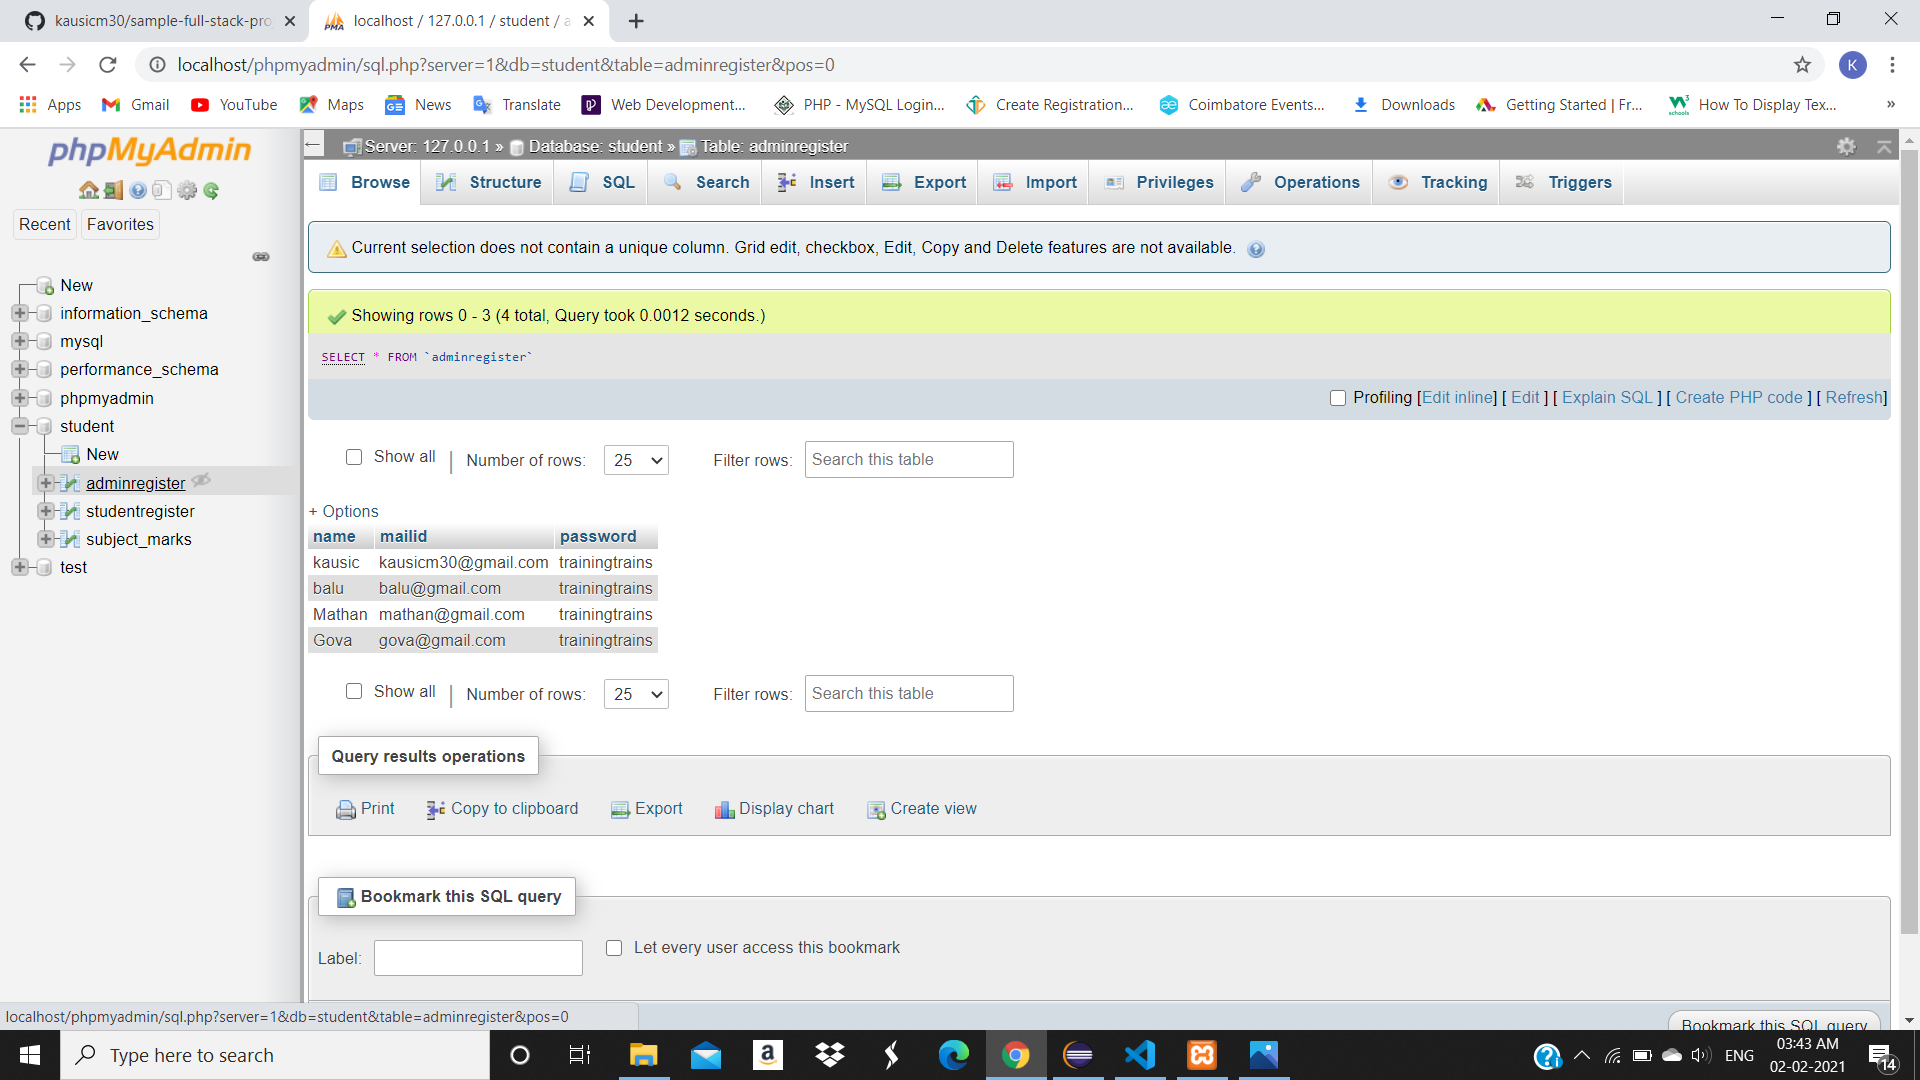 kausicm30/sample-full-stack-pro
localhost / 127.0.0.1 / student / a
localhost/phpmyadmin/sql.php?server=1&db=student&table=adminregister&pos=0
K
Apps Gmail YouTube Maps News Translate Web Development... PHP - MySQL Login... Create Registration... Coimbatore Events... Downloads Getting Started | Fr... How To Display Tex... »
phpMyAdmin
Recent Favorites
New
information_schema
mysql
performance_schema
phpmyadmin
student
New
adminregister
studentregister
subject_marks
test
Server: 127.0.0.1 » Database: student » Table: adminregister
Browse Structure SQL Search Insert Export Import Privileges Operations Tracking Triggers
Current selection does not contain a unique column. Grid edit, checkbox, Edit, Copy and Delete features are not available.
Showing rows 0 - 3 (4 total, Query took 0.0012 seconds.)
SELECT * FROM `adminregister`
Profiling [Edit inline] [ Edit ] [ Explain SQL ] [ Create PHP code ] [ Refresh]
Show all | Number of rows: 25 Filter rows: Search this table
+ Options
name mailid password
kausic kausicm30@gmail.com trainingtrains
balu balu@gmail.com trainingtrains
Mathan mathan@gmail.com trainingtrains
Gova gova@gmail.com trainingtrains
Show all | Number of rows: 25 Filter rows: Search this table
Query results operations
Print Copy to clipboard Export Display chart Create view
Bookmark this SQL query
Label: Let every user access this bookmark
localhost/phpmyadmin/sql.php?server=1&db=student&table=adminregister&pos=0
Bookmark this SQL query
Type here to search
ENG
03:43 AM
02-02-2021
14